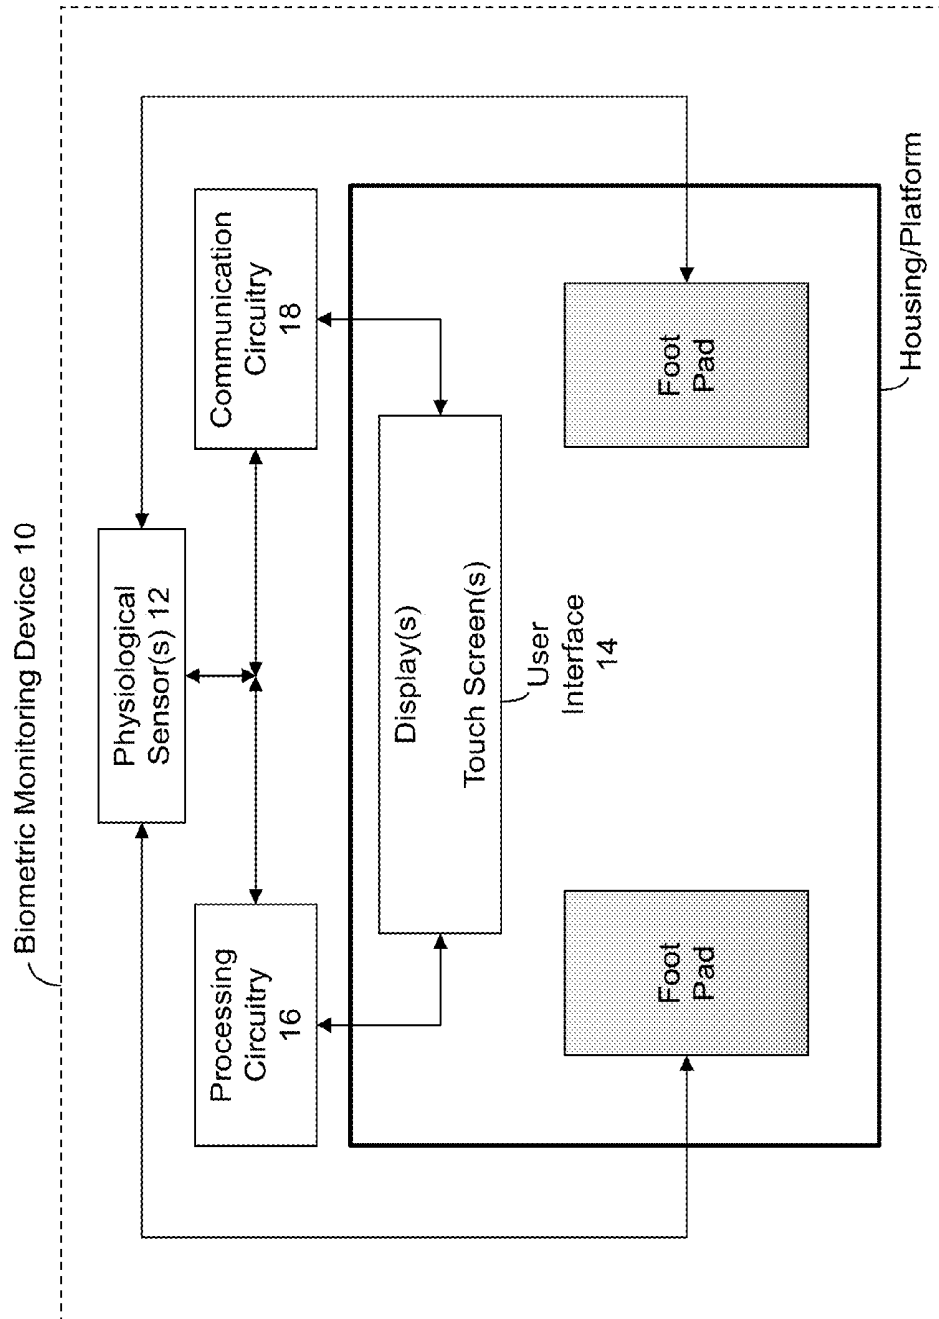 Biometric Monitoring Device 10
Physiological
Sensor(s) 12
Processing
Circuitry
16
Communication
Circuitry
18
Display(s)
Touch Screen(s)
User
Interface
14
Foot
Pad
Foot
Pad
Housing/Platform